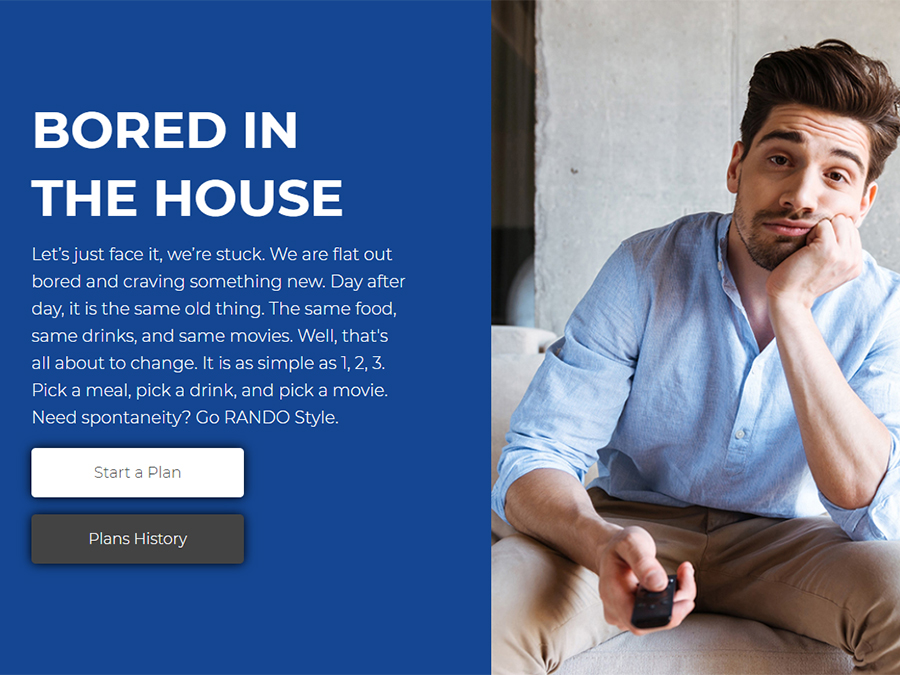 BORED IN
THE HOUSE
Let’s just face it, we’re stuck. We are flat out
bored and craving something new. Day after
day, it is the same old thing. The same food,
same drinks, and same movies. Well, that's
all about to change. It is as simple as 1, 2, 3.
Pick a meal, pick a drink, and pick a movie.
Need spontaneity? Go RANDO Style.
Start a Plan
Plans History